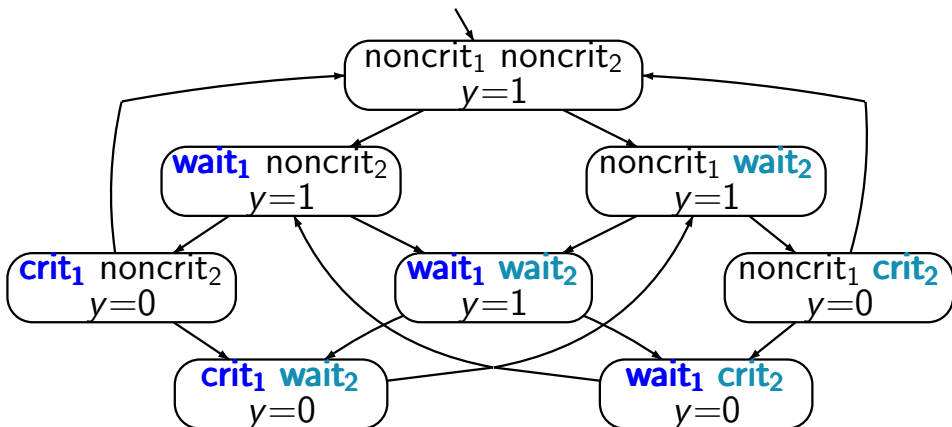 noncrit₁ noncrit₂
y=1
wait₁ noncrit₂
y=1
noncrit₁ wait₂
y=1
crit₁ noncrit₂
y=0
wait₁ wait₂
y=1
noncrit₁ crit₂
y=0
crit₁ wait₂
y=0
wait₁ crit₂
y=0